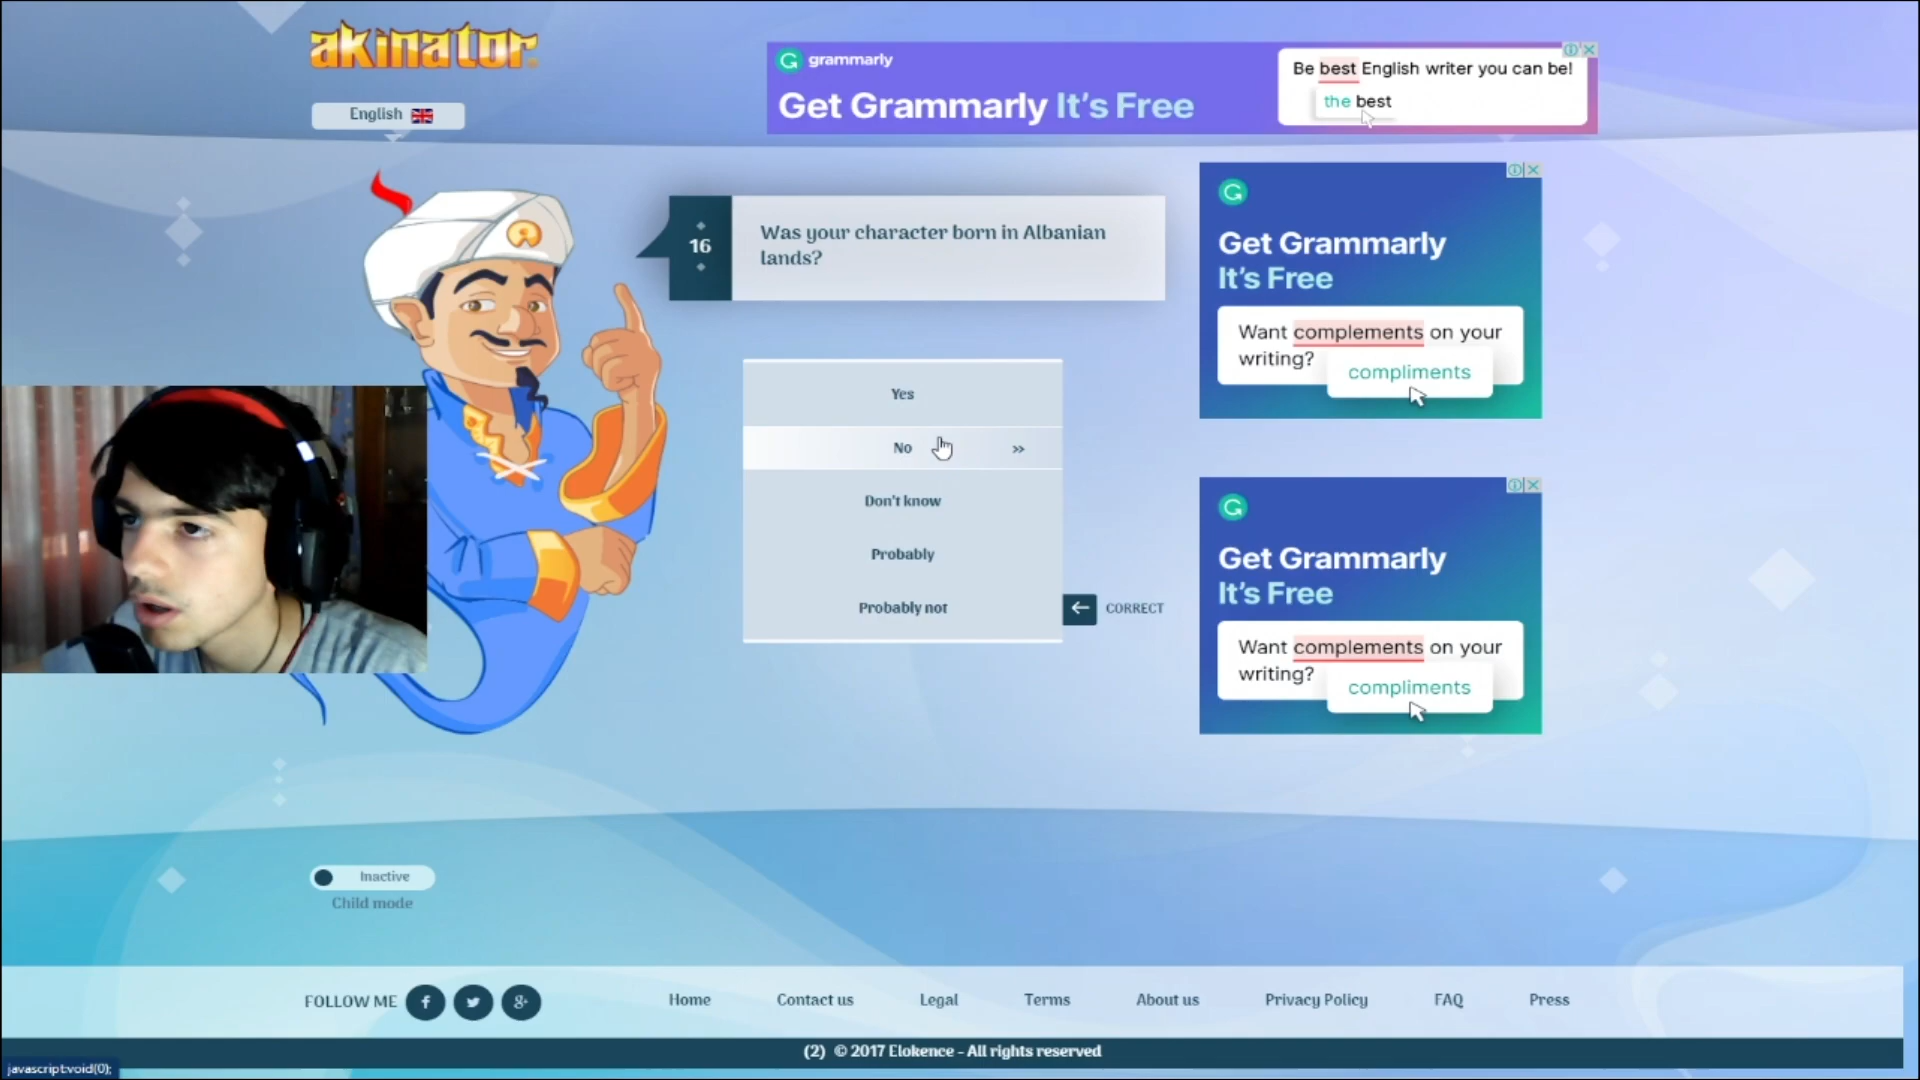 akinator
English
grammarly
Get Grammarly It's Free
Be best English writer you can be!
the best
16
Was your character born in Albanian
lands?
Yes
No
Don't know
Probably
Probably not
CORRECT
Get Grammarly
It's Free
Want complements on your
writing?
compliments
Get Grammarly
It's Free
Want complements on your
writing?
compliments
Inactive
Child mode
FOLLOW ME
Home
Contact us
Legal
Terms
About us
Privacy Policy
FAQ
Press
(2) © 2017 Elokence - All rights reserved
javascript:void(0);